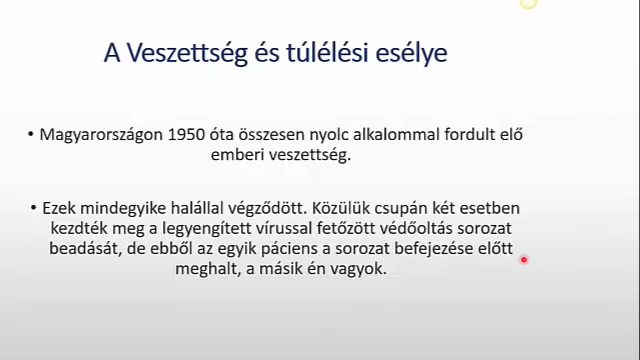 A Veszettség és túlélési esélye
• Magyarországon 1950 óta összesen nyolc alkalommal fordult elő
emberi veszettség.
• Ezek mindegyike halállal végződött. Közülük csupán két esetben
kezdték meg a legyengített vírussal fetőzött védőoltás sorozat
beadását, de ebből az egyik páciens a sorozat befejezése előtt
meghalt, a másik én vagyok.